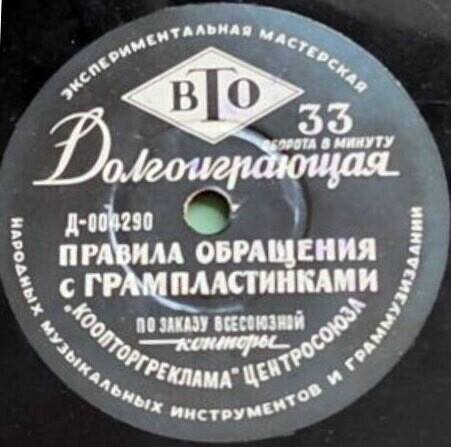 ЭКСПЕРИМЕНТАЛЬНАЯ МАСТЕРСКАЯ
ВТО
33
ОБОРОТА В МИНУТУ
Долгоиграющая
Д-004290
ПРАВИЛА ОБРАЩЕНИЯ
С ГРАМПЛАСТИНКАМИ
ПО ЗАКАЗУ ВСЕСОЮЗНОЙ
конторы
„КООПТОРГРЕКЛАМА" ЦЕНТРОСОЮЗА
НАРОДНЫХ МУЗЫКАЛЬНЫХ ИНСТРУМЕНТОВ И ГРАММУЗИЗДАНИЙ